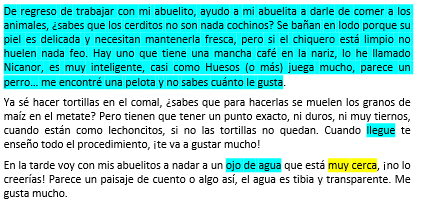 De regreso de trabajar con mi abuelito, ayudo a mi abuelita a darle de comer a los
animales, ¿sabes que los cerditos no son nada cochinos? Se bañan en lodo porque su
piel es delicada y necesitan mantenerla fresca, pero si el chiquero está limpio no
huelen nada feo. Hay uno que tiene una mancha café en la nariz, lo he llamado
Nicanor, es muy inteligente, casi como Huesos (o más) juega mucho, parece un
perro... me encontré una pelota y no sabes cuánto le gusta.
Ya sé hacer tortillas en el comal, ¿sabes que para hacerlas se muelen los granos de
maíz en el metate? Pero tienen que tener un punto exacto, ni duros, ni muy tiernos,
cuando están como lechoncitos, si no las tortillas no quedan. Cuando llegue te
enseño todo el procedimiento, ¡te va a gustar mucho!
En la tarde voy con mis abuelitos a nadar a un ojo de agua que está muy cerca, ¡no lo
creerías! Parece un paisaje de cuento o algo así, el agua es tibia y transparente. Me
gusta mucho.